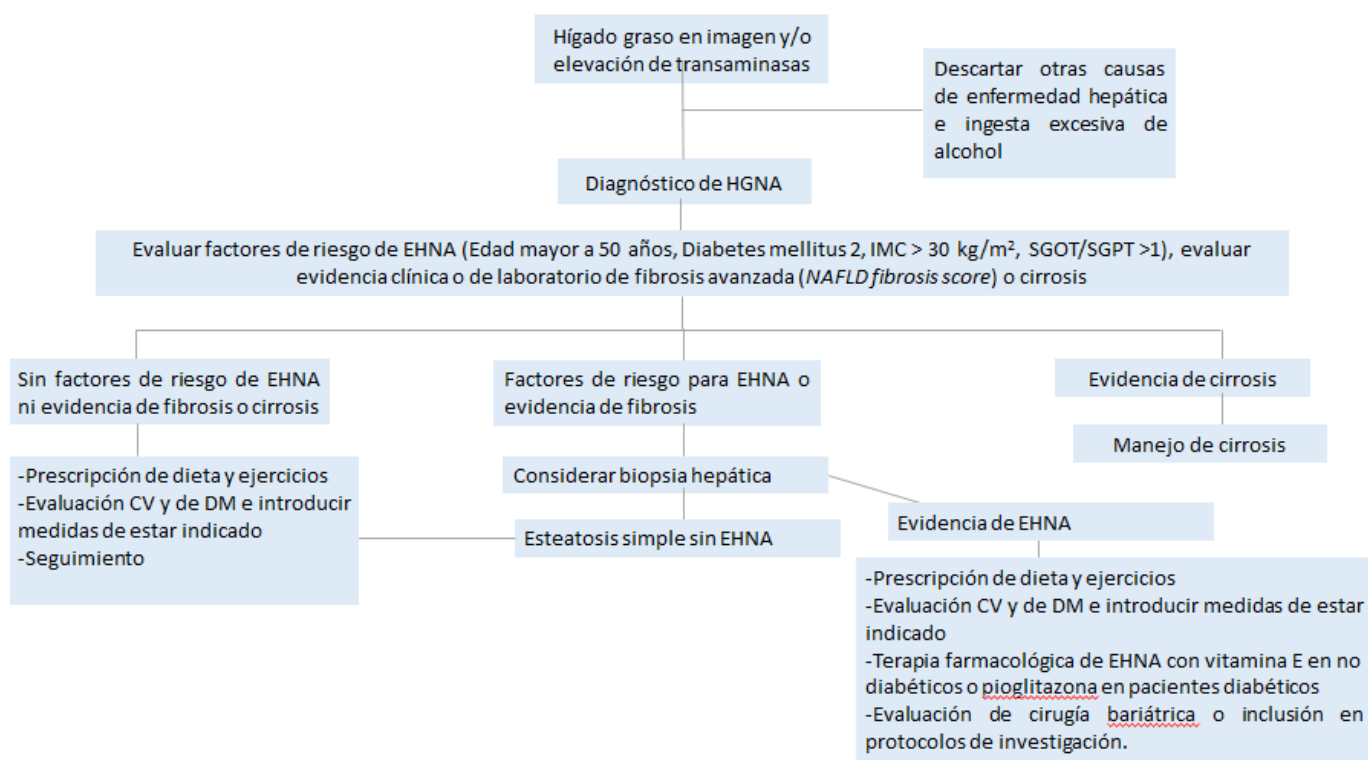 Hígado graso en imagen y/o
elevación de transaminasas
Descartar otras causas
de enfermedad hepática
e ingesta excesiva de
alcohol
Diagnóstico de HGNA
Evaluar factores de riesgo de EHNA (Edad mayor a 50 años, Diabetes mellitus 2, IMC > 30 kg/m², SGOT/SGPT >1), evaluar
evidencia clínica o de laboratorio de fibrosis avanzada (NAFLD fibrosis score) o cirrosis
Sin factores de riesgo de EHNA
ni evidencia de fibrosis o cirrosis
Factores de riesgo para EHNA o
evidencia de fibrosis
Evidencia de cirrosis
Manejo de cirrosis
-Prescripción de dieta y ejercicios
-Evaluación CV y de DM e introducir
medidas de estar indicado
-Seguimiento
Considerar biopsia hepática
Esteatosis simple sin EHNA
Evidencia de EHNA
-Prescripción de dieta y ejercicios
-Evaluación CV y de DM e introducir medidas de estar
indicado
-Terapia farmacológica de EHNA con vitamina E en no
diabéticos o pioglitazona en pacientes diabéticos
-Evaluación de cirugía bariátrica o inclusión en
protocolos de investigación.